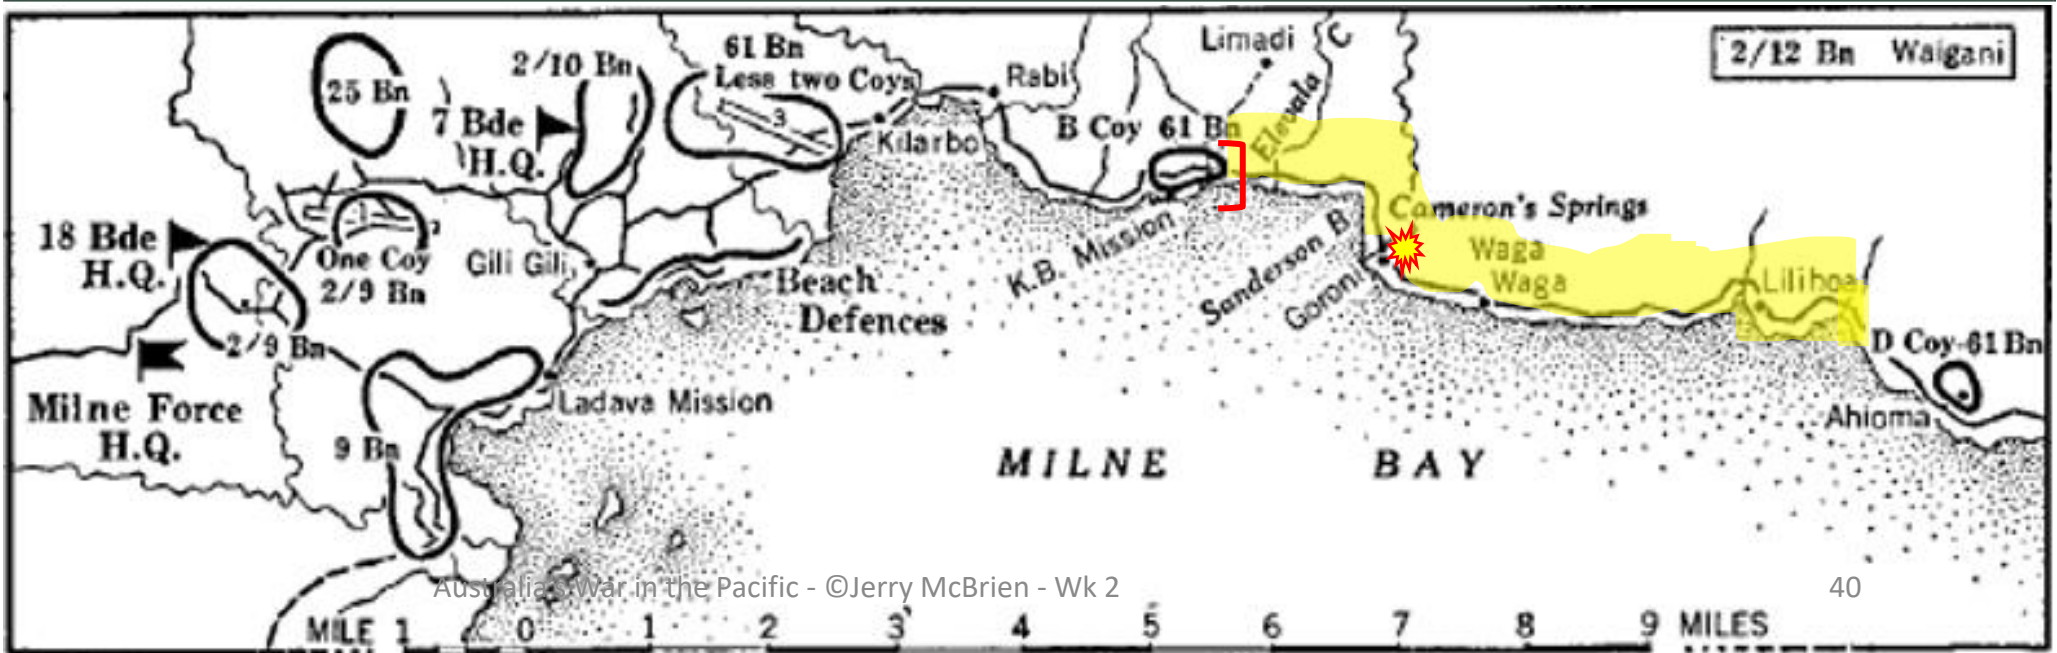 2/12 Bn Waigani
25 Bn
2/10 Bn
7 Bde
H.Q.
61 Bn
Less two Coys
3
Kilarbo
Rabi
B Coy 61 Bn
Limadi
Elevala C
18 Bde
H.Q.
1
2
One Coy
2/9 Bn
Gili Gili
2/9 Bn
Milne Force
H.Q.
9 Bn
Ladava Mission
Beach
Defences
K.B. Mission
Sanderson B
Goroni
Cameron's Springs
Waga
Waga
Lilihoa
D Coy-61 Bn
Ahioma
MILNE BAY
Australia's War in the Pacific - ©Jerry McBrien - Wk 2
40
MILE 1 0 1 2 3 4 5 6 7 8 9 MILES